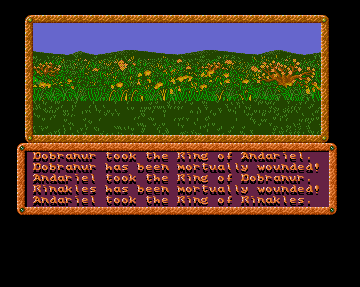 Dobranur took the Ring of Andariel.
Dobranur has been mortually wounded!
Andariel took the Ring of Dobranur.
Rinakles has been mortually wounded!
Andariel took the Ring of Rinakles.